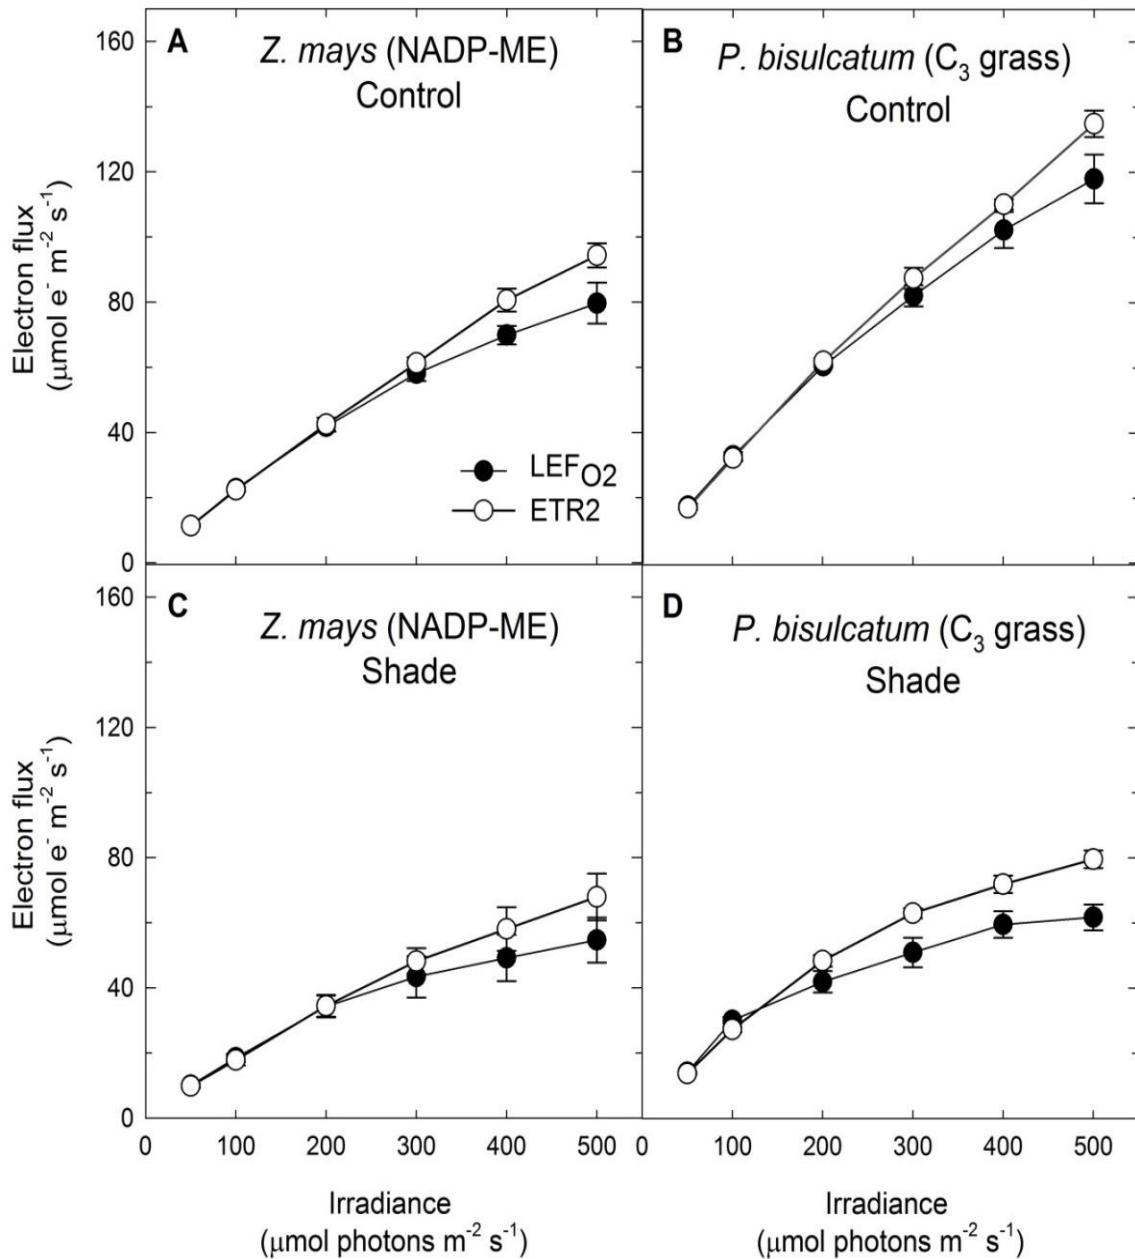 A
Z. mays (NADP-ME)
Control
B
P. bisulcatum (C₃ grass)
Control
160
120
80
40
0
Electron flux
(μmol e⁻ m⁻² s⁻¹)
LEF_O2
ETR2
C
Z. mays (NADP-ME)
Shade
D
P. bisulcatum (C₃ grass)
Shade
160
120
80
40
0
Electron flux
(μmol e⁻ m⁻² s⁻¹)
0 100 200 300 400 500
0 100 200 300 400 500
Irradiance
(μmol photons m⁻² s⁻¹)
Irradiance
(μmol photons m⁻² s⁻¹)